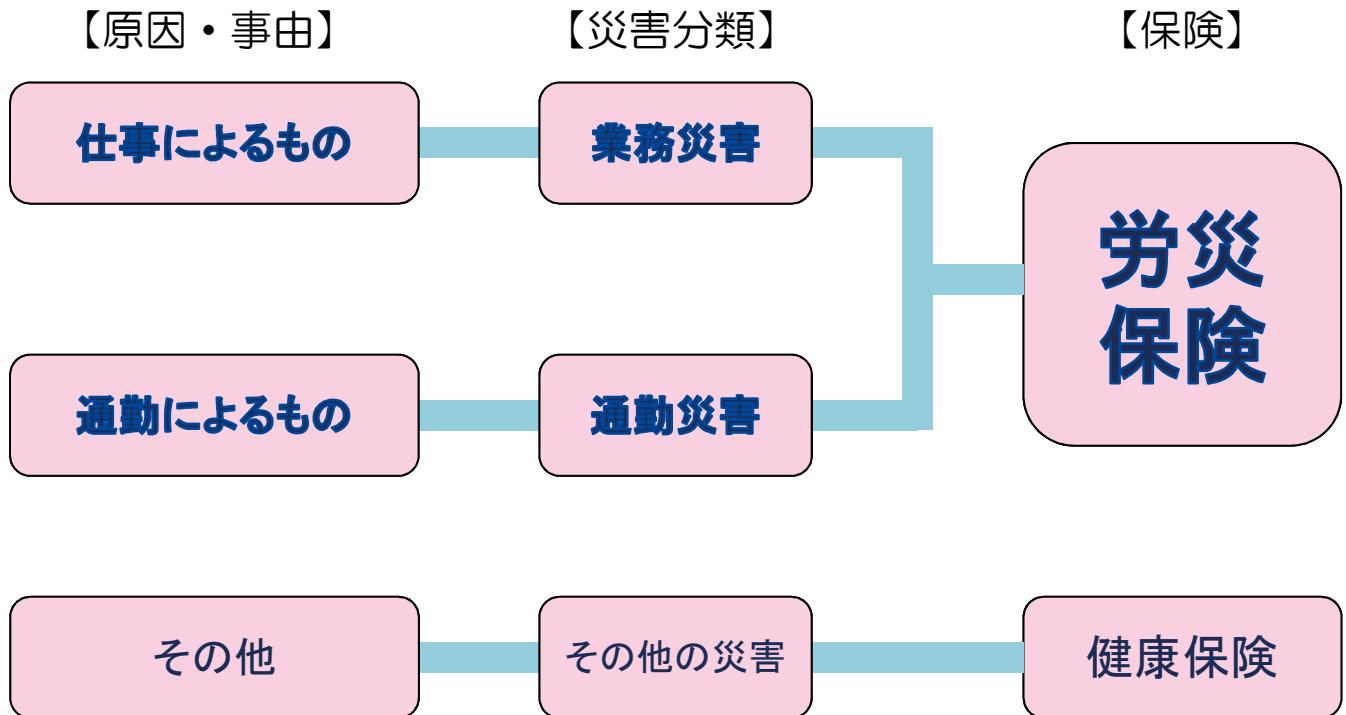 【原因・事由】 【災害分類】 【保険】
仕事によるもの 業務災害
労災
保険
通勤によるもの 通勤災害
その他 その他の災害 健康保険